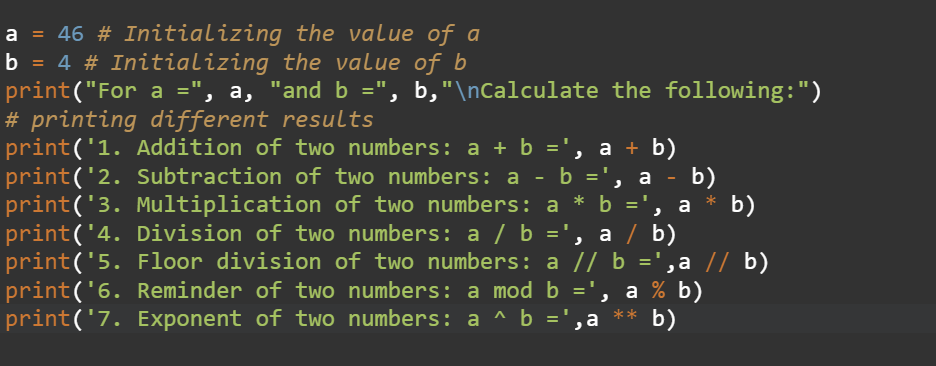 a = 46 # Initializing the value of a
b = 4 # Initializing the value of b
print("For a =", a, "and b =", b,"\nCalculate the following:")
# printing different results
print('1. Addition of two numbers: a + b =', a + b)
print('2. Subtraction of two numbers: a - b =', a - b)
print('3. Multiplication of two numbers: a * b =', a * b)
print('4. Division of two numbers: a / b =', a / b)
print('5. Floor division of two numbers: a // b =',a // b)
print('6. Reminder of two numbers: a mod b =', a % b)
print('7. Exponent of two numbers: a ^ b =',a ** b)